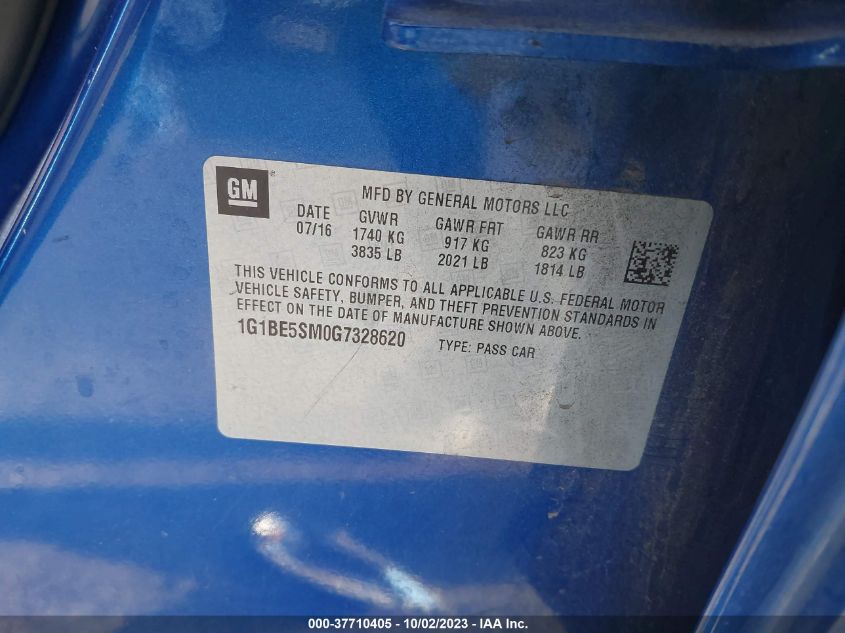 GM
MFD BY GENERAL MOTORS LLC
DATE GVWR GAWR FRT GAWR RR
07/16 1740 KG 917 KG 823 KG
3835 LB 2021 LB 1814 LB
THIS VEHICLE CONFORMS TO ALL APPLICABLE U.S. FEDERAL MOTOR
VEHICLE SAFETY, BUMPER, AND THEFT PREVENTION STANDARDS IN
EFFECT ON THE DATE OF MANUFACTURE SHOWN ABOVE.
1G1BE5SM0G7328620 TYPE: PASS CAR
000-37710405 - 10/02/2023 - IAA Inc.